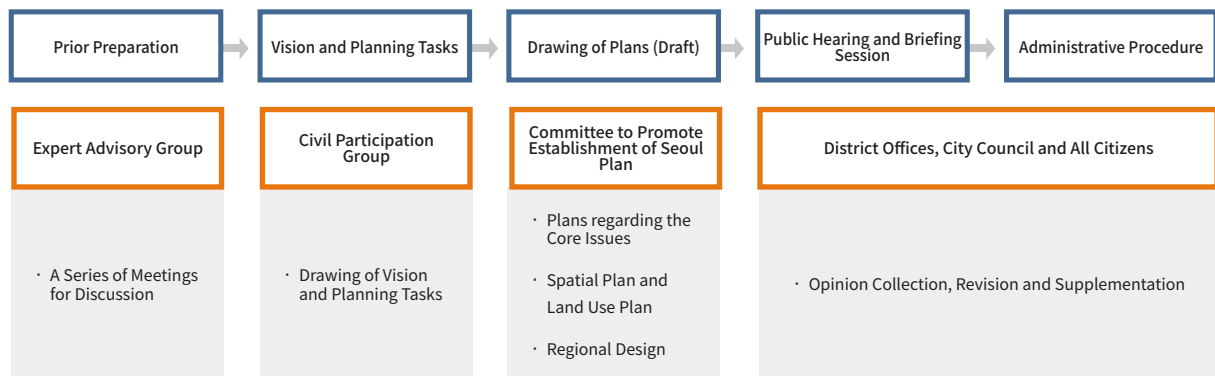 Prior Preparation
Vision and Planning Tasks
Drawing of Plans (Draft)
Public Hearing and Briefing
Session
Administrative Procedure
Expert Advisory Group
Civil Participation
Group
Committee to Promote
Establishment of Seoul
Plan
District Offices, City Council and All Citizens
· A Series of Meetings
for Discussion
· Drawing of Vision
and Planning Tasks
· Plans regarding the
Core Issues
· Spatial Plan and
Land Use Plan
· Regional Design
· Opinion Collection, Revision and Supplementation